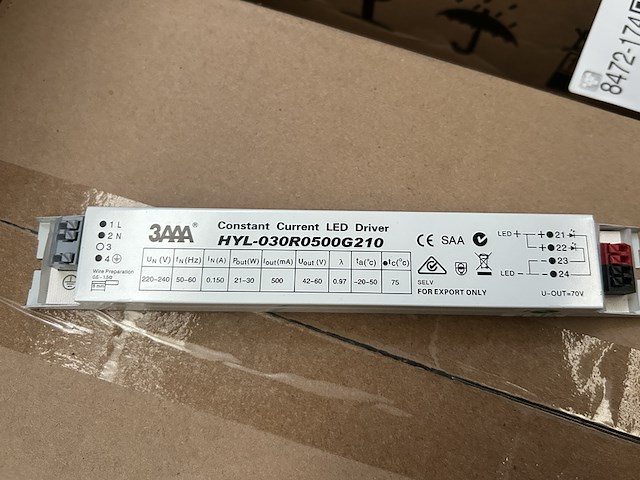 8472-174
3AAA®
Constant Current LED Driver
HYL-030R0500G210
1 L
2 N
3
4
Wire Preparation
UN (V) fN(Hz) IN(A) Pout(W) Iout(mA) Uout(V) λ ta(°c) tc(°c)
220-240 50-60 0.150 21-30 500 42-60 0.97 -20-50 75
CE SAA
SELV
FOR EXPORT ONLY
LED+ + 21
+ 22
- 23
LED- - 24
U-OUT=70V